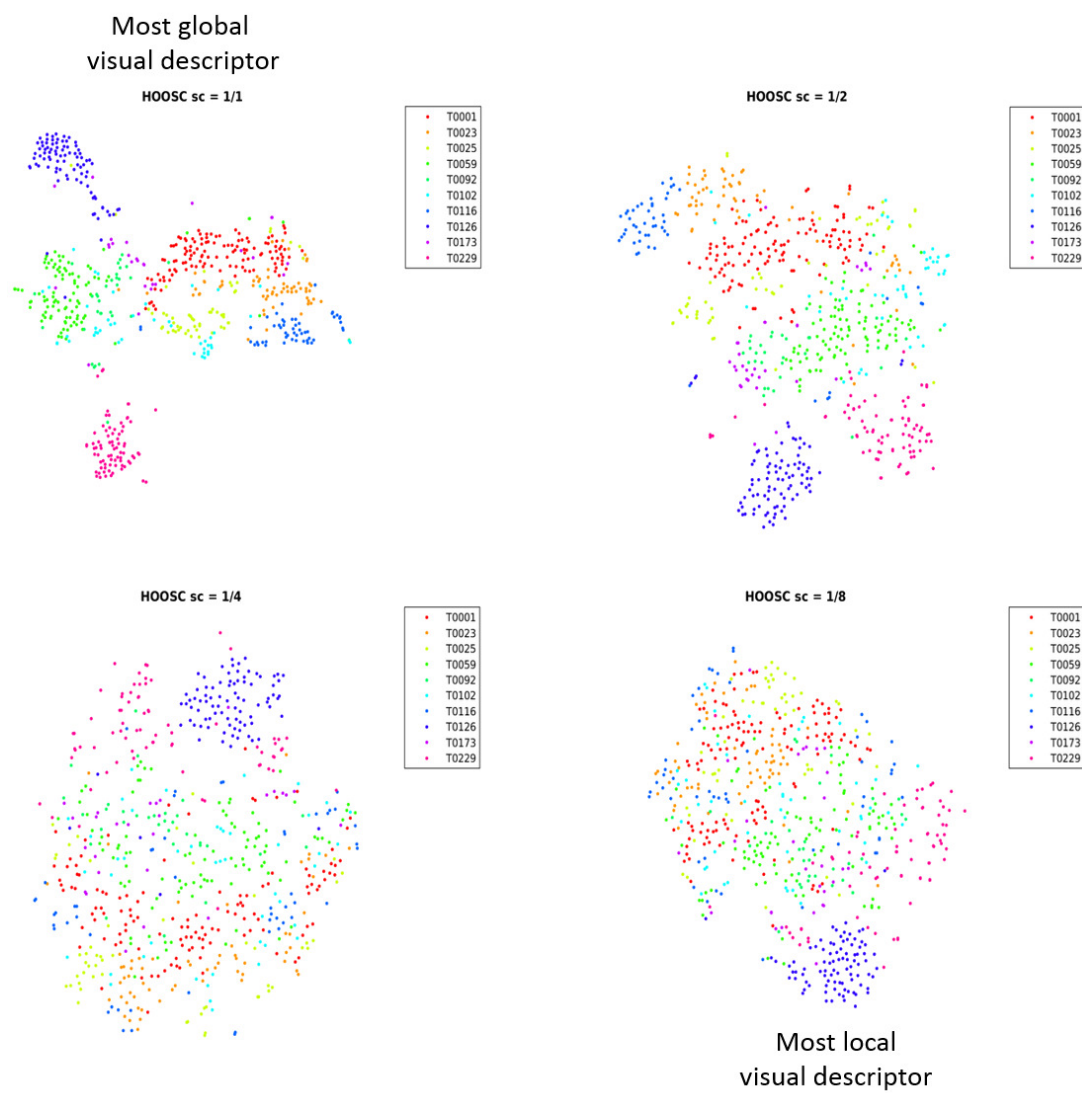 Most global
visual descriptor
HOOSC sc = 1/1
T0001
T0023
T0025
T0059
T0092
T0102
T0116
T0126
T0173
T0229
HOOSC sc = 1/2
T0001
T0023
T0025
T0059
T0092
T0102
T0116
T0126
T0173
T0229
HOOSC sc = 1/4
T0001
T0023
T0025
T0059
T0092
T0102
T0116
T0126
T0173
T0229
HOOSC sc = 1/8
T0001
T0023
T0025
T0059
T0092
T0102
T0116
T0126
T0173
T0229
Most local
visual descriptor